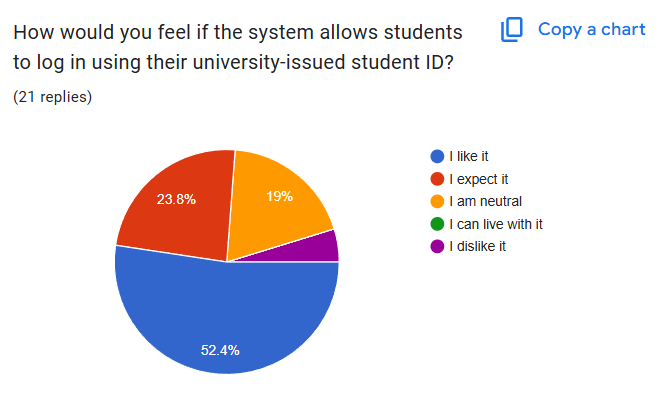 How would you feel if the system allows students
to log in using their university-issued student ID?
Copy a chart
(21 replies)
23.8%
19%
52.4%
I like it
I expect it
I am neutral
I can live with it
I dislike it